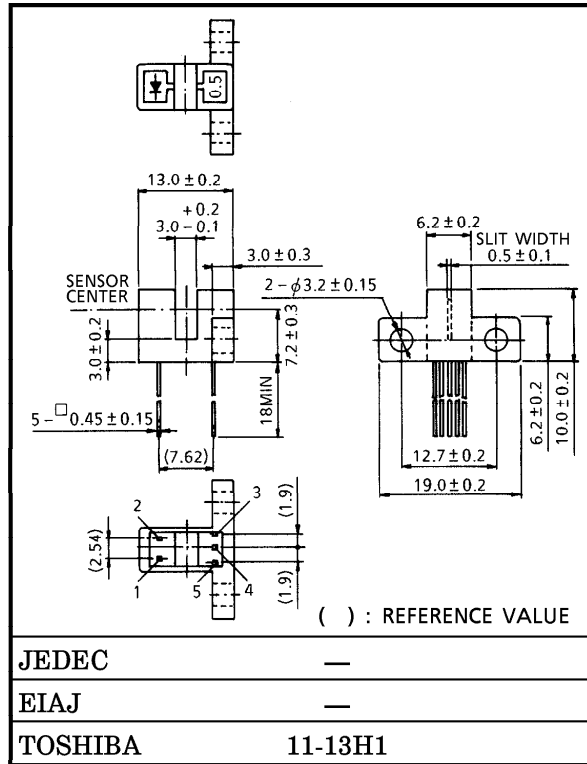 0.5
13.0 ± 0.2
+ 0.2
3.0 - 0.1
3.0 ± 0.3
SENSOR
CENTER
3.0 ± 0.2
7.2 ± 0.3
18MIN
5 - □ 0.45 ± 0.15
(7.62)
6.2 ± 0.2
SLIT WIDTH
0.5 ± 0.1
2 - ϕ3.2 ± 0.15
6.2 ± 0.2
10.0 ± 0.2
12.7 ± 0.2
19.0 ± 0.2
2
3
(1.9)
(2.54)
1
5
4
(1.9)
( ) : REFERENCE VALUE
JEDEC —
EIAJ —
TOSHIBA 11-13H1